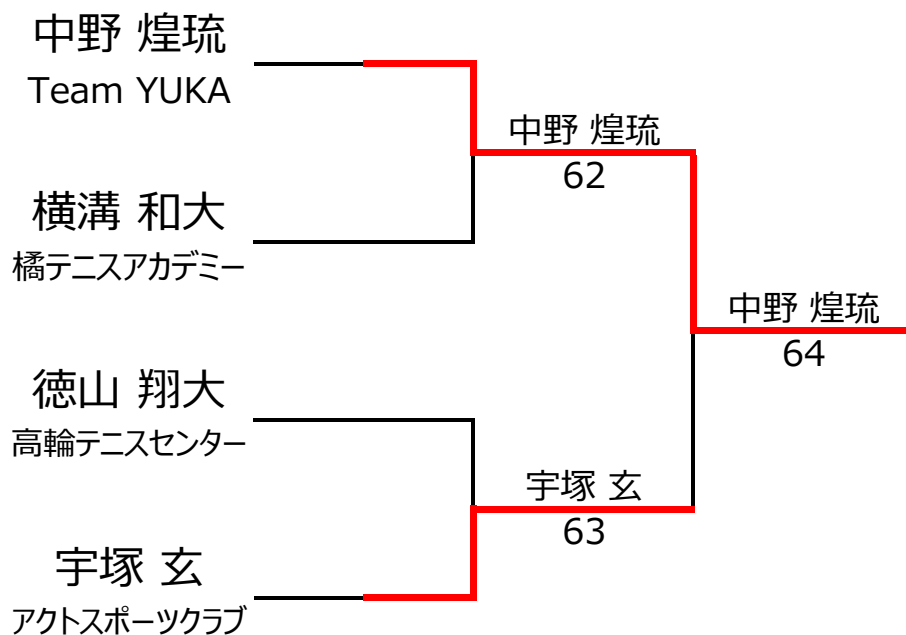 中野 煌琉
Team YUKA
中野 煌琉
62
横溝 和大
橘テニスアカデミー
中野 煌琉
64
徳山 翔大
高輪テニスセンター
宇塚 玄
63
宇塚 玄
アクトスポーツクラブ